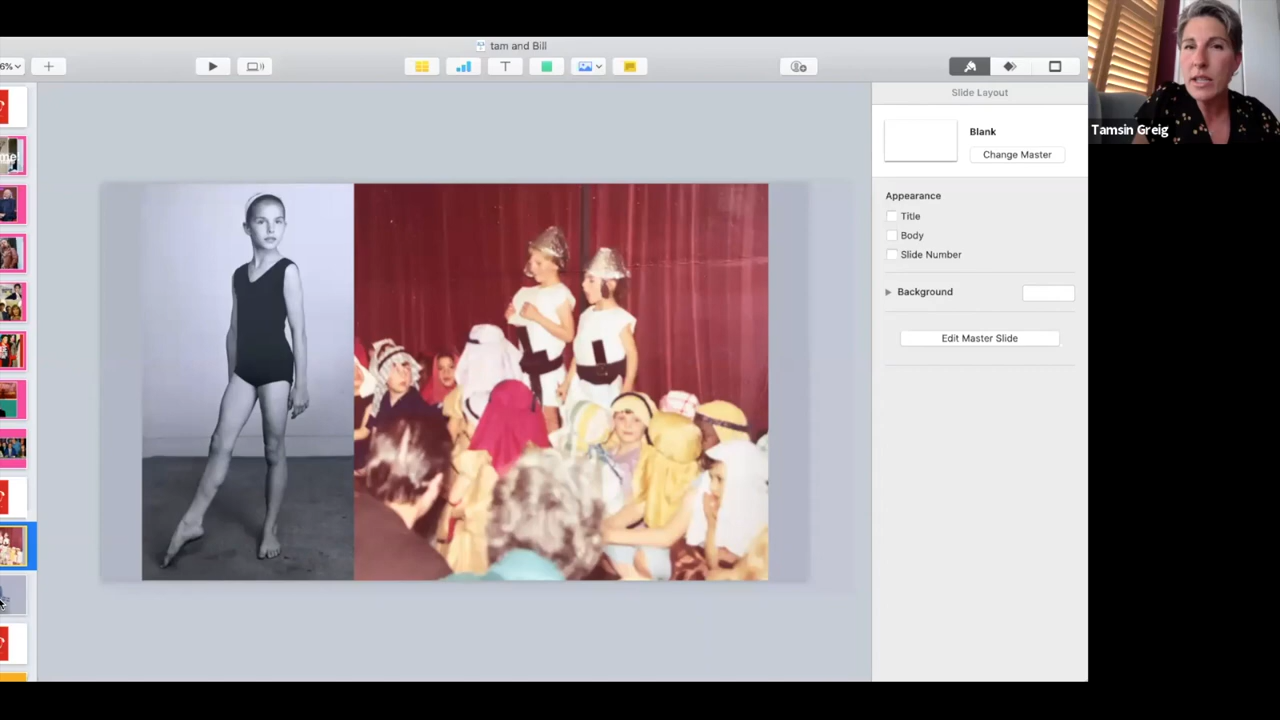 tam and Bill
6%
Slide Layout
Blank
Change Master
Appearance
Title
Body
Slide Number
Background
Edit Master Slide
Tamsin Greig